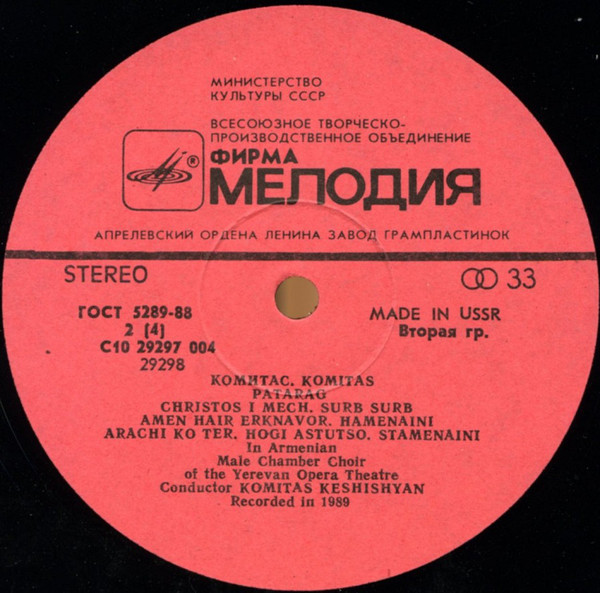 МИНИСТЕРСТВО
КУЛЬТУРЫ СССР
ВСЕСОЮЗНОЕ ТВОРЧЕСКО-
ПРОИЗВОДСТВЕННОЕ ОБЪЕДИНЕНИЕ
®
ФИРМА
МЕЛОДИЯ
АПРЕЛЕВСКИЙ ОРДЕНА ЛЕНИНА ЗАВОД ГРАМПЛАСТИНОК
STEREO
33
ГОСТ 5289-88
MADE IN USSR
2 (4)
Вторая гр.
С10 29297 004
29298
КОМИТАС. KOMITAS
PATARAG
CHRISTOS I MECH. SURB SURB
AMEN HAIR ERKNAVOR. HAMENAINI
ARACHI KO TER. HOGI ASTUTSO. STAMENAINI
In Armenian
Male Chamber Choir
of the Yerevan Opera Theatre
Conductor KOMITAS KESHISHYAN
Recorded in 1989